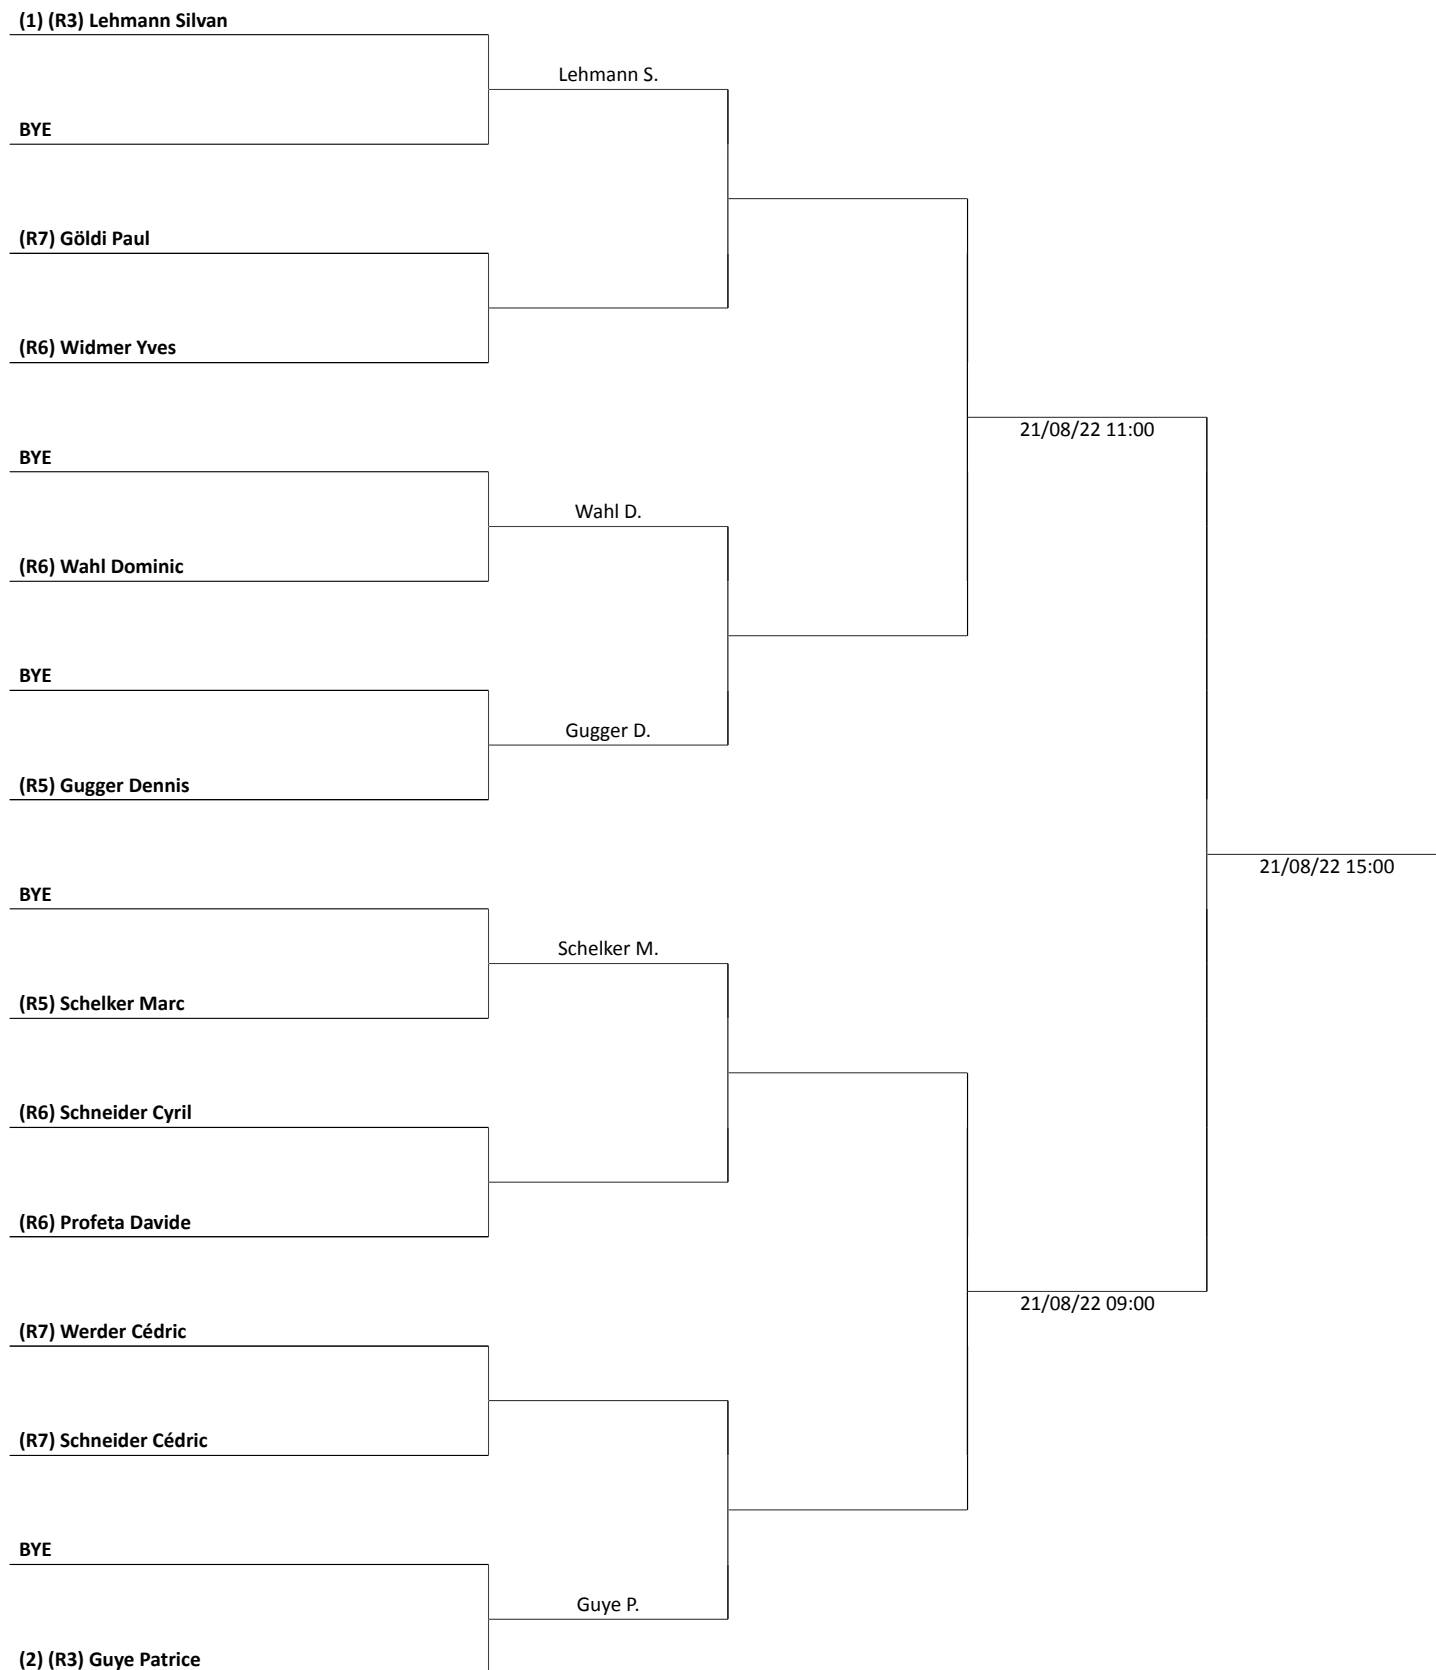 (1) (R3) Lehmann Silvan
Lehmann S.
BYE
(R7) Göldi Paul
(R6) Widmer Yves
21/08/22 11:00
BYE
Wahl D.
(R6) Wahl Dominic
BYE
Gugger D.
(R5) Gugger Dennis
21/08/22 15:00
BYE
Schelker M.
(R5) Schelker Marc
(R6) Schneider Cyril
(R6) Profeta Davide
21/08/22 09:00
(R7) Werder Cédric
(R7) Schneider Cédric
BYE
Guye P.
(2) (R3) Guye Patrice